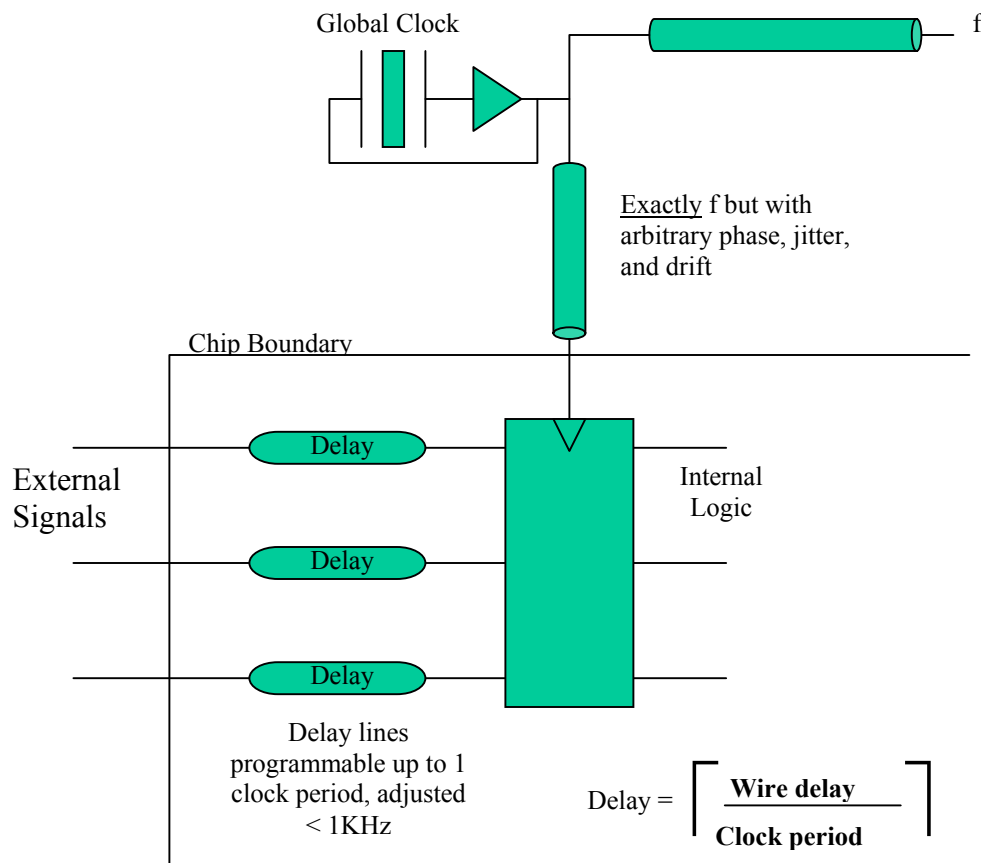 Global Clock
f
Exactly f but with
arbitrary phase, jitter,
and drift
Chip Boundary
External
Signals
Delay
Delay
Delay
Internal
Logic
Delay lines
programmable up to 1
clock period, adjusted
< 1KHz
Delay =
Wire delay
Clock period